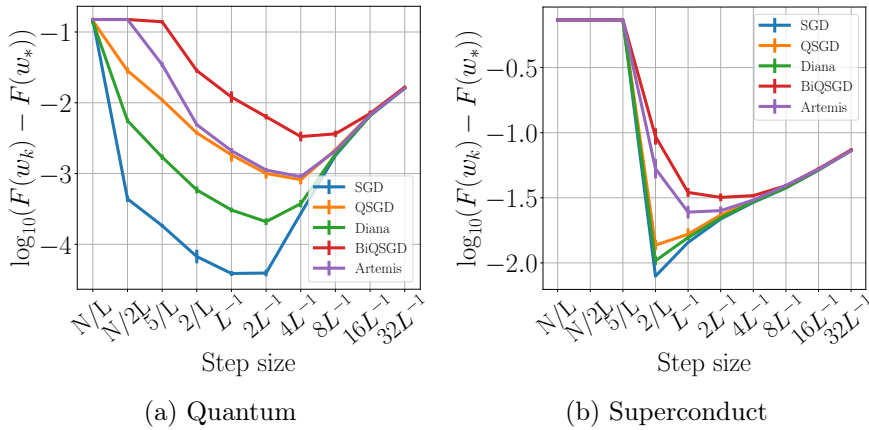 log₁₀(F(wₖ) − F(w∗))
−1
−2
−3
−4
SGD
QSGD
Diana
BiQSGD
Artemis
N/L
N/2L
5/L
2/L
L⁻¹
2L⁻¹
4L⁻¹
8L⁻¹
16L⁻¹
32L⁻¹
Step size
(a) Quantum
log₁₀(F(wₖ) − F(w∗))
−0.5
−1.0
−1.5
−2.0
SGD
QSGD
Diana
BiQSGD
Artemis
N/L
N/2L
5/L
2/L
L⁻¹
2L⁻¹
4L⁻¹
8L⁻¹
16L⁻¹
32L⁻¹
Step size
(b) Superconduct